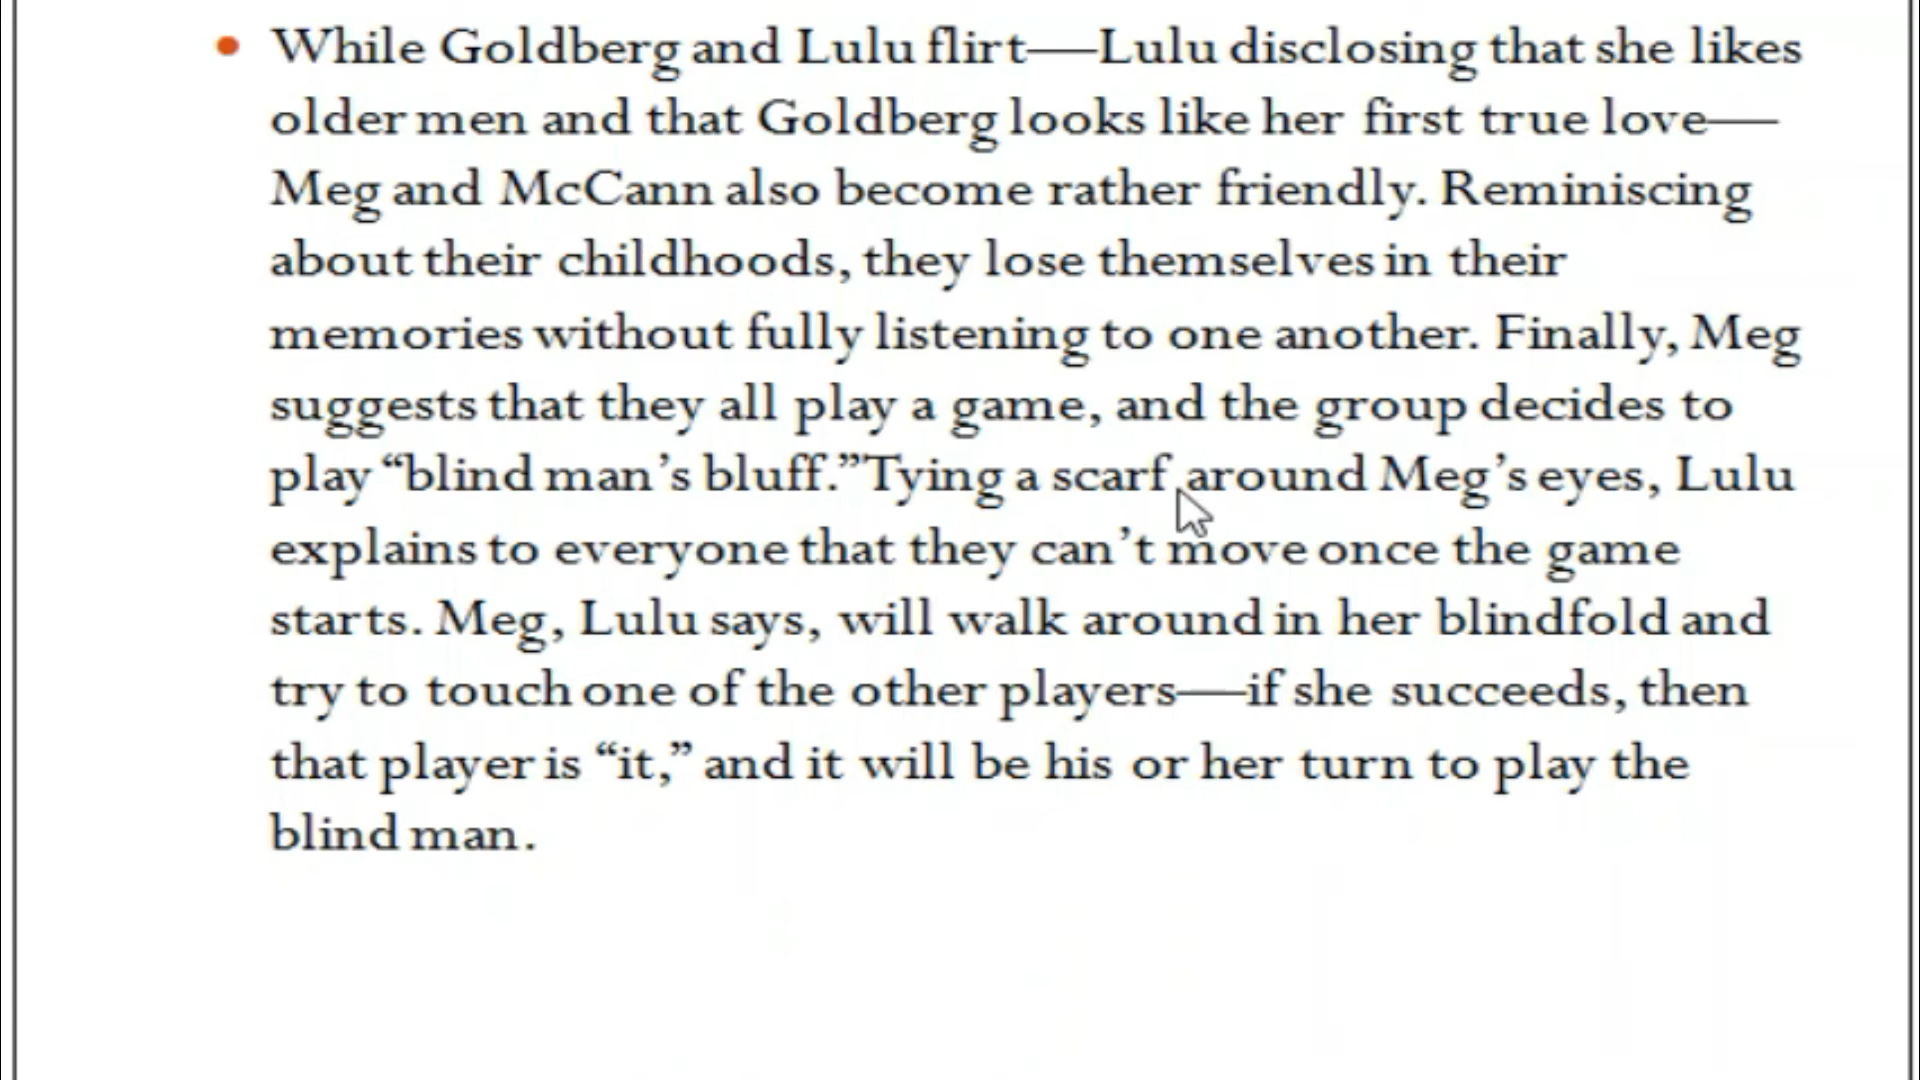 • While Goldberg and Lulu flirt—Lulu disclosing that she likes
older men and that Goldberg looks like her first true love—
Meg and McCann also become rather friendly. Reminiscing
about their childhoods, they lose themselves in their
memories without fully listening to one another. Finally, Meg
suggests that they all play a game, and the group decides to
play “blind man’s bluff.” Tying a scarf around Meg’s eyes, Lulu
explains to everyone that they can’t move once the game
starts. Meg, Lulu says, will walk around in her blindfold and
try to touch one of the other players—if she succeeds, then
that player is “it,” and it will be his or her turn to play the
blind man.